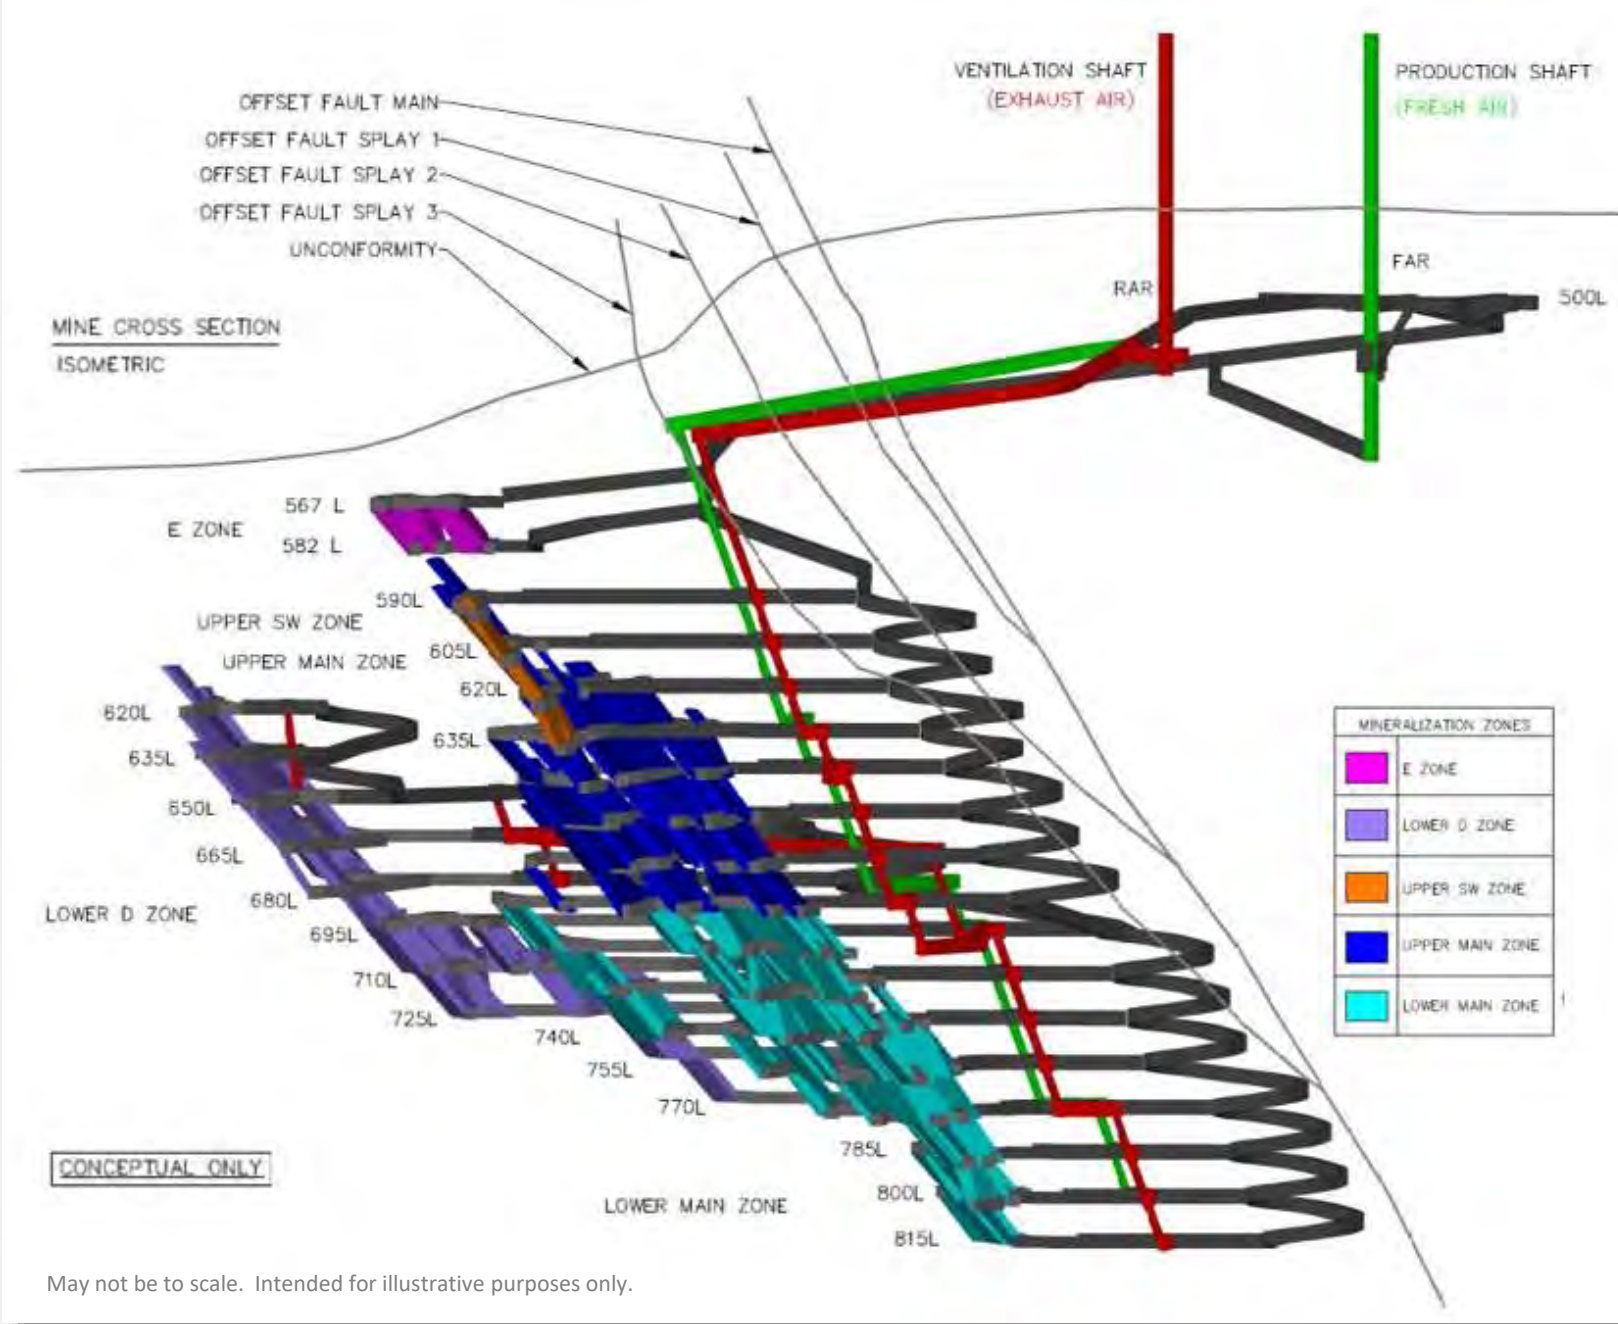 VENTILATION SHAFT
(EXHAUST AIR)
PRODUCTION SHAFT
(FRESH AIR)
OFFSET FAULT MAIN
OFFSET FAULT SPLAY 1
OFFSET FAULT SPLAY 2
OFFSET FAULT SPLAY 3
UNCONFORMITY
FAR
RAR
500L
MINE CROSS SECTION
ISOMETRIC
567 L
E ZONE
582 L
590L
UPPER SW ZONE
605L
UPPER MAIN ZONE
620L
620L
635L
635L
650L
665L
680L
LOWER D ZONE
695L
710L
725L
740L
755L
770L
785L
800L
815L
LOWER MAIN ZONE
MINERALIZATION ZONES
E ZONE
LOWER D ZONE
UPPER SW ZONE
UPPER MAIN ZONE
LOWER MAIN ZONE
CONCEPTUAL ONLY
May not be to scale. Intended for illustrative purposes only.